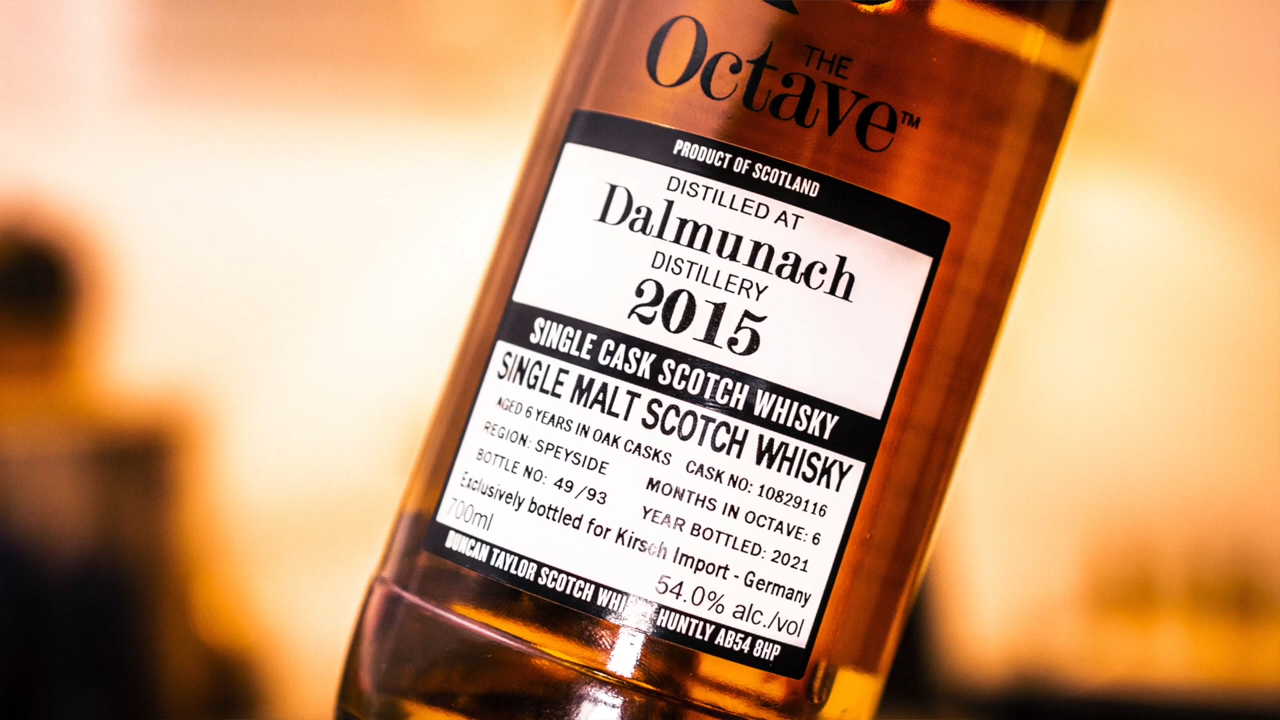 THE
Octave™
PRODUCT OF SCOTLAND
DISTILLED AT
Dalmunach
DISTILLERY
2015
SINGLE CASK SCOTCH WHISKY
SINGLE MALT SCOTCH WHISKY
AGED 6 YEARS IN OAK CASKS CASK NO: 10829116
REGION: SPEYSIDE MONTHS IN OCTAVE: 6
BOTTLE NO: 49/93 YEAR BOTTLED: 2021
Exclusively bottled for Kirsch Import - Germany
700ml 54.0% alc./vol
DUNCAN TAYLOR SCOTCH HUNTLY AB54 8HP